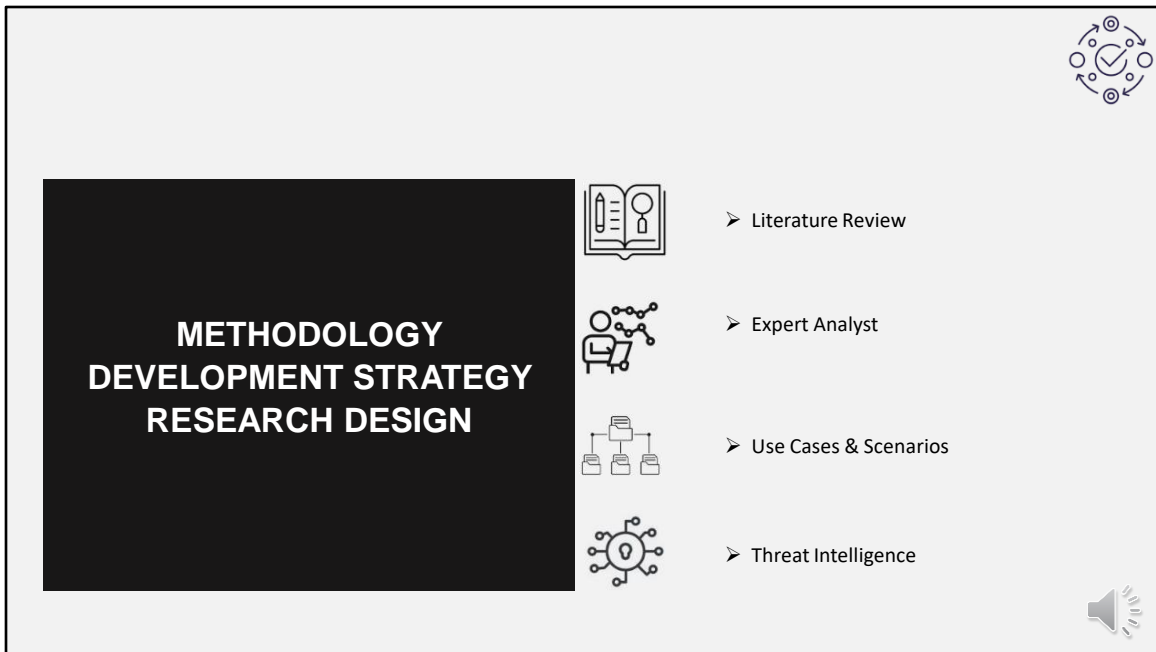 METHODOLOGY
DEVELOPMENT STRATEGY
RESEARCH DESIGN
➢ Literature Review
➢ Expert Analyst
➢ Use Cases & Scenarios
➢ Threat Intelligence